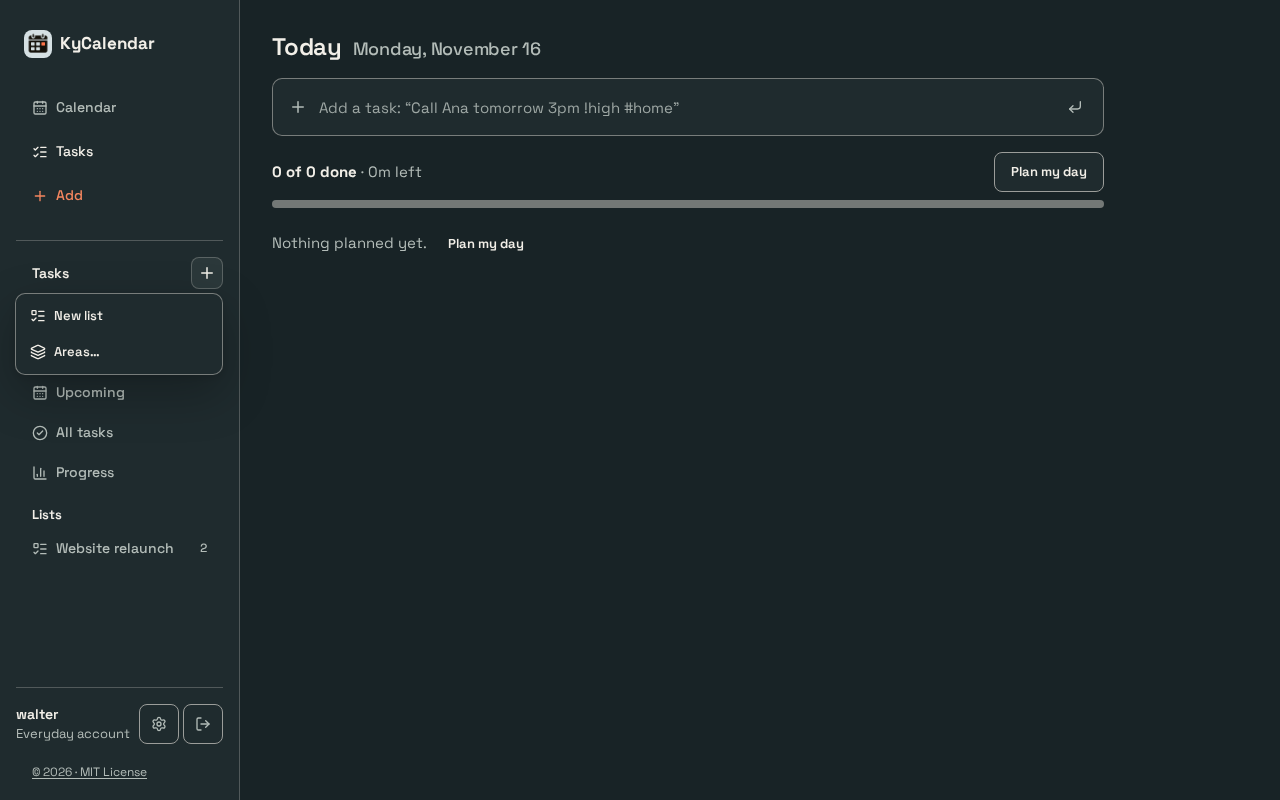 KyCalendar
Calendar
Tasks
Add
Tasks
New list
Areas...
Upcoming
All tasks
Progress
Lists
Website relaunch 2
walter
Everyday account
© 2026 · MIT License
Today Monday, November 16
Add a task: “Call Ana tomorrow 3pm !high #home”
0 of 0 done · 0m left
Plan my day
Nothing planned yet. Plan my day